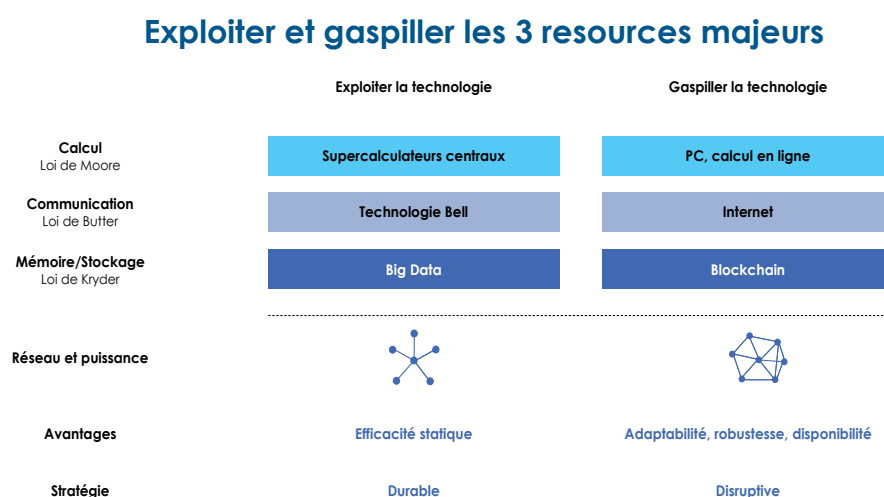 Exploiter et gaspiller les 3 resources majeurs
Exploiter la technologie
Gaspiller la technologie
Calcul
Loi de Moore
Supercalculateurs centraux
PC, calcul en ligne
Communication
Loi de Butter
Technologie Bell
Internet
Mémoire/Stockage
Loi de Kryder
Big Data
Blockchain
Réseau et puissance
Avantages
Efficacité statique
Adaptabilité, robustesse, disponibilité
Stratégie
Durable
Disruptive